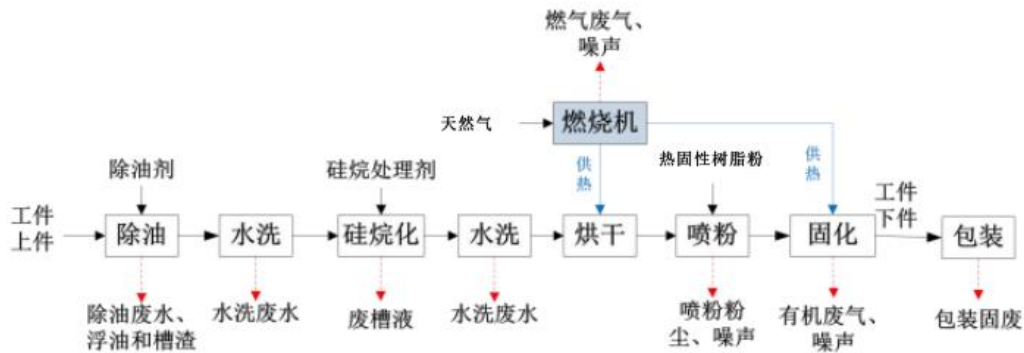 燃气废气、
噪声
天然气
燃烧机
除油剂
硅烷处理剂
供
热
热固性树脂粉
供
热
工件
上件
除油
水洗
硅烷化
水洗
烘干
喷粉
固化
工件
下件
包装
除油废水、
浮油和槽渣
水洗废水
废槽液
水洗废水
喷粉粉
尘、噪声
有机废气、
噪声
包装固废